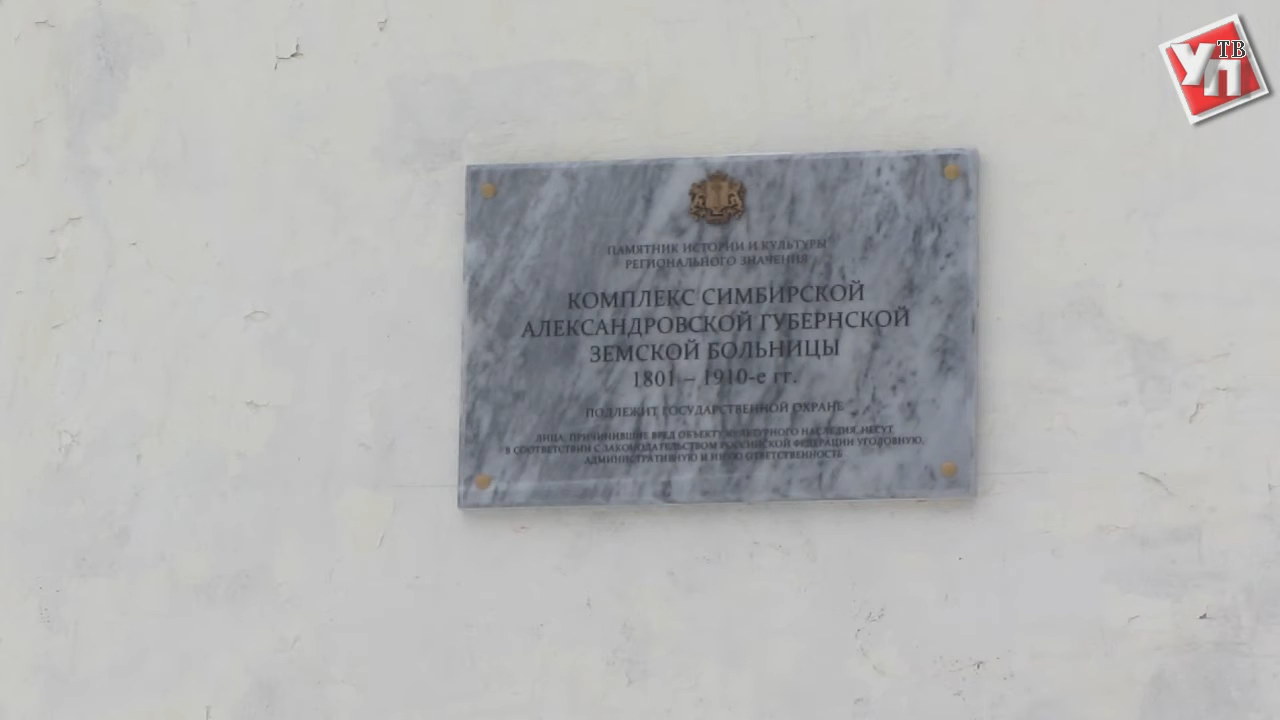 УП
ТВ
ПАМЯТНИК ИСТОРИИ И КУЛЬТУРЫ
РЕГИОНАЛЬНОГО ЗНАЧЕНИЯ
КОМПЛЕКС СИМБИРСКОЙ
АЛЕКСАНДРОВСКОЙ ГУБЕРНСКОЙ
ЗЕМСКОЙ БОЛЬНИЦЫ
1801 – 1910-е гг.
ПОДЛЕЖИТ ГОСУДАРСТВЕННОЙ ОХРАНЕ
ЛИЦА, ПРИЧИНИВШИЕ ВРЕД ОБЪЕКТУ КУЛЬТУРНОГО НАСЛЕДИЯ, НЕСУТ
В СООТВЕТСТВИИ С ЗАКОНОДАТЕЛЬСТВОМ РОССИЙСКОЙ ФЕДЕРАЦИИ УГОЛОВНУЮ,
АДМИНИСТРАТИВНУЮ И ИНУЮ ОТВЕТСТВЕННОСТЬ